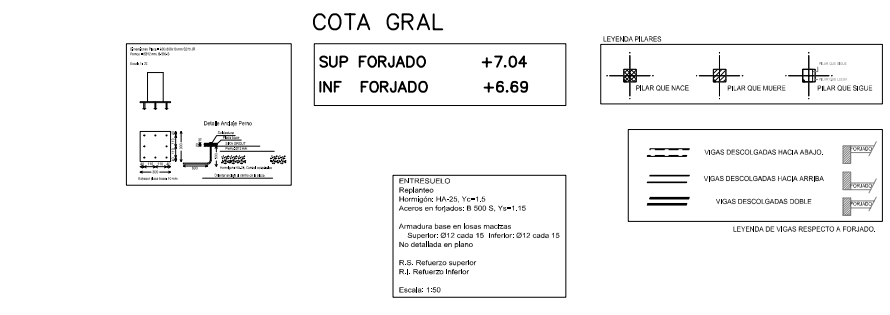 COTA GRAL
SUP FORJADO +7.04
INF FORJADO +6.69
LEYENDA PILARES
PILAR QUE NACE
PILAR QUE MUERE
PILAR QUE SIGUE
Detalle Anclaje Perno
VIGAS DESCOLGADAS HACIA ABAJO.
FORJADO
VIGAS DESCOLGADAS HACIA ARRIBA
FORJADO
VIGAS DESCOLGADAS DOBLE
FORJADO
LEYENDA DE VIGAS RESPECTO A FORJADO.
ENTRESUELO
Replanteo
Hormigón: HA-25, Yc=1.5
Aceros en forjados: B 500 S, Ys=1.15
Armadura base en losas macizas
Superior: Ø12 cada 15 Inferior: Ø12 cada 15
No detallada en plano
R.S. Refuerzo superior
R.I. Refuerzo inferior
Escala: 1:50